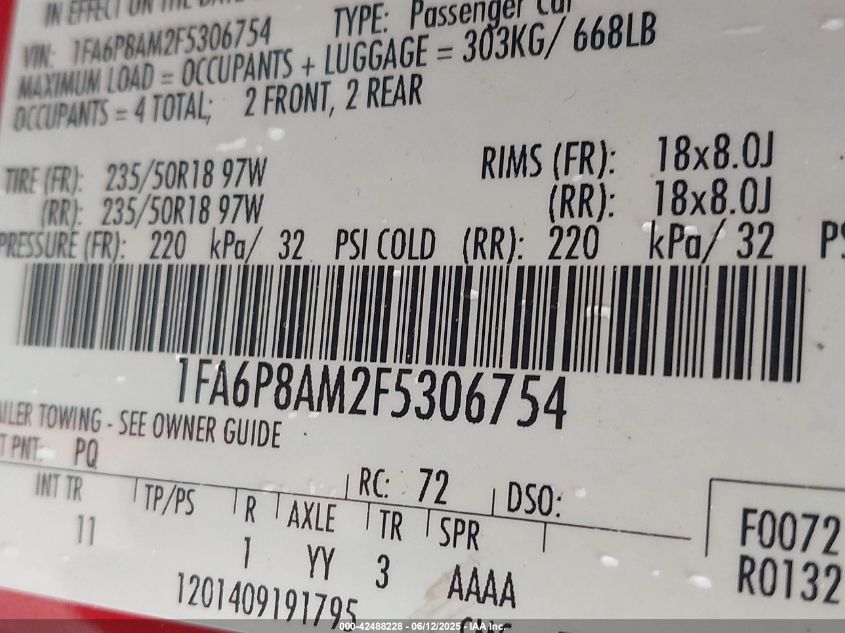 IN EFFECT ON THE DATE
VIN: 1FA6P8AM2F5306754 TYPE: Passenger Car
MAXIMUM LOAD = OCCUPANTS + LUGGAGE = 303KG/ 668LB
OCCUPANTS = 4 TOTAL; 2 FRONT, 2 REAR
TIRE (FR): 235/50R18 97W RIMS (FR): 18x8.0J
(RR): 235/50R18 97W (RR): 18x8.0J
PRESSURE (FR): 220 kPa/ 32 PSI COLD (RR): 220 kPa/ 32 PS
1FA6P8AM2F5306754
AILER TOWING - SEE OWNER GUIDE
T PNT: PQ
RC: 72 DSO:
INT TR TP/PS R AXLE TR SPR F0072
11 1 YY 3 AAAA R0132
1201409191795
000-42488228 - 06/12/2025 - IAA Inc.